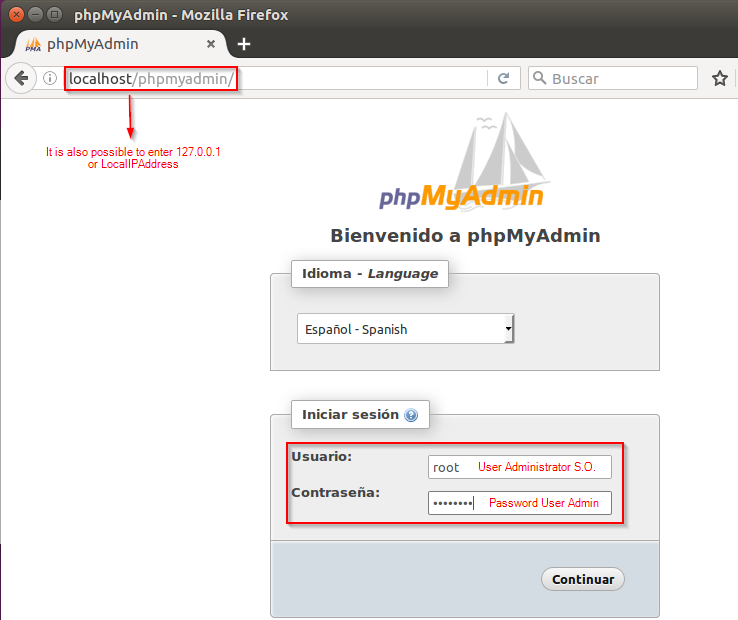 phpMyAdmin - Mozilla Firefox
PMA phpMyAdmin
localhost/phpmyadmin/
Buscar
It is also possible to enter 127.0.0.1
or LocalIPAddress
phpMyAdmin
Bienvenido a phpMyAdmin
Idioma - Language
Español - Spanish
Iniciar sesión
Usuario:
root User Administrator S.O.
Contraseña:
•••••••• Password User Admin
Continuar